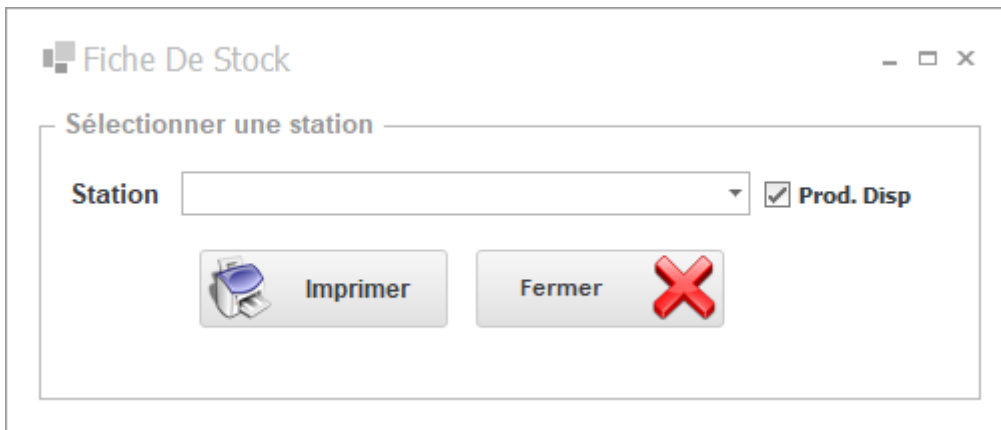 Fiche De Stock
Sélectionner une station
Station
Prod. Disp
Imprimer
Fermer